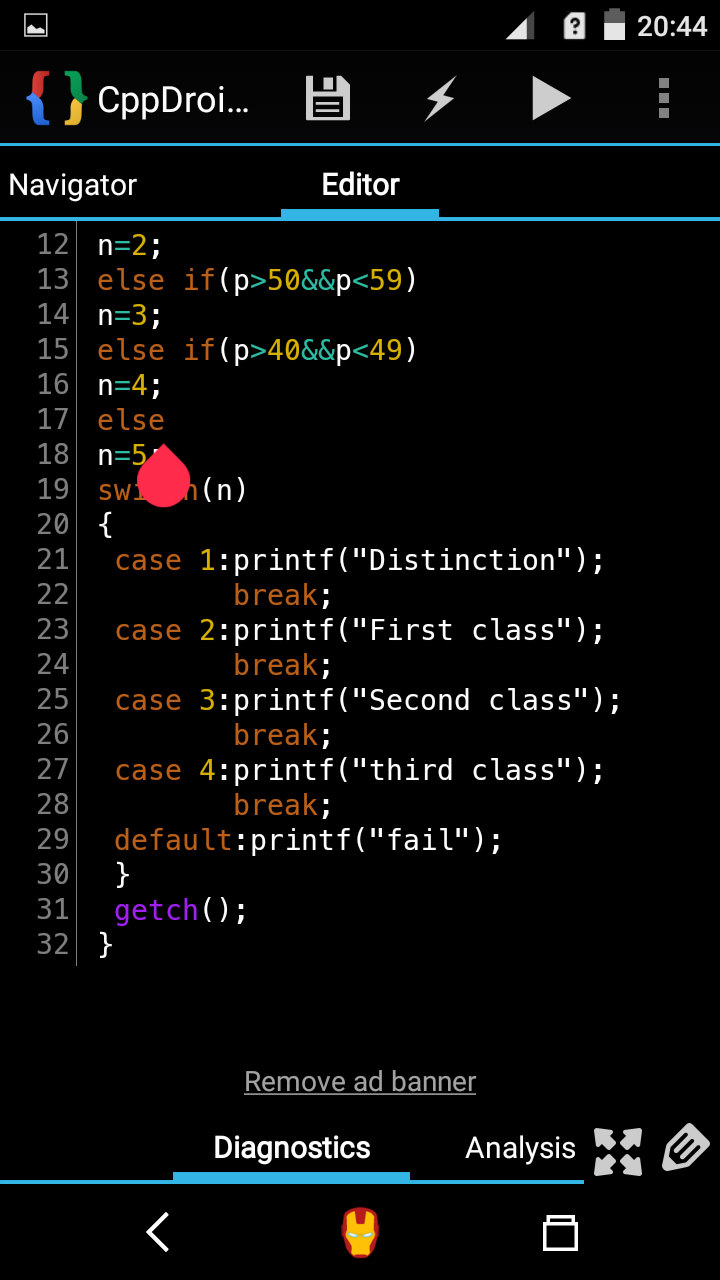 20:44
CppDroi...
Navigator Editor
12 n=2;
13 else if(p>50&&p<59)
14 n=3;
15 else if(p>40&&p<49)
16 n=4;
17 else
18 n=5;
19 switch(n)
20 {
21 case 1:printf("Distinction");
22 break;
23 case 2:printf("First class");
24 break;
25 case 3:printf("Second class");
26 break;
27 case 4:printf("third class");
28 break;
29 default:printf("fail");
30 }
31 getch();
32 }
Remove ad banner
Diagnostics Analysis